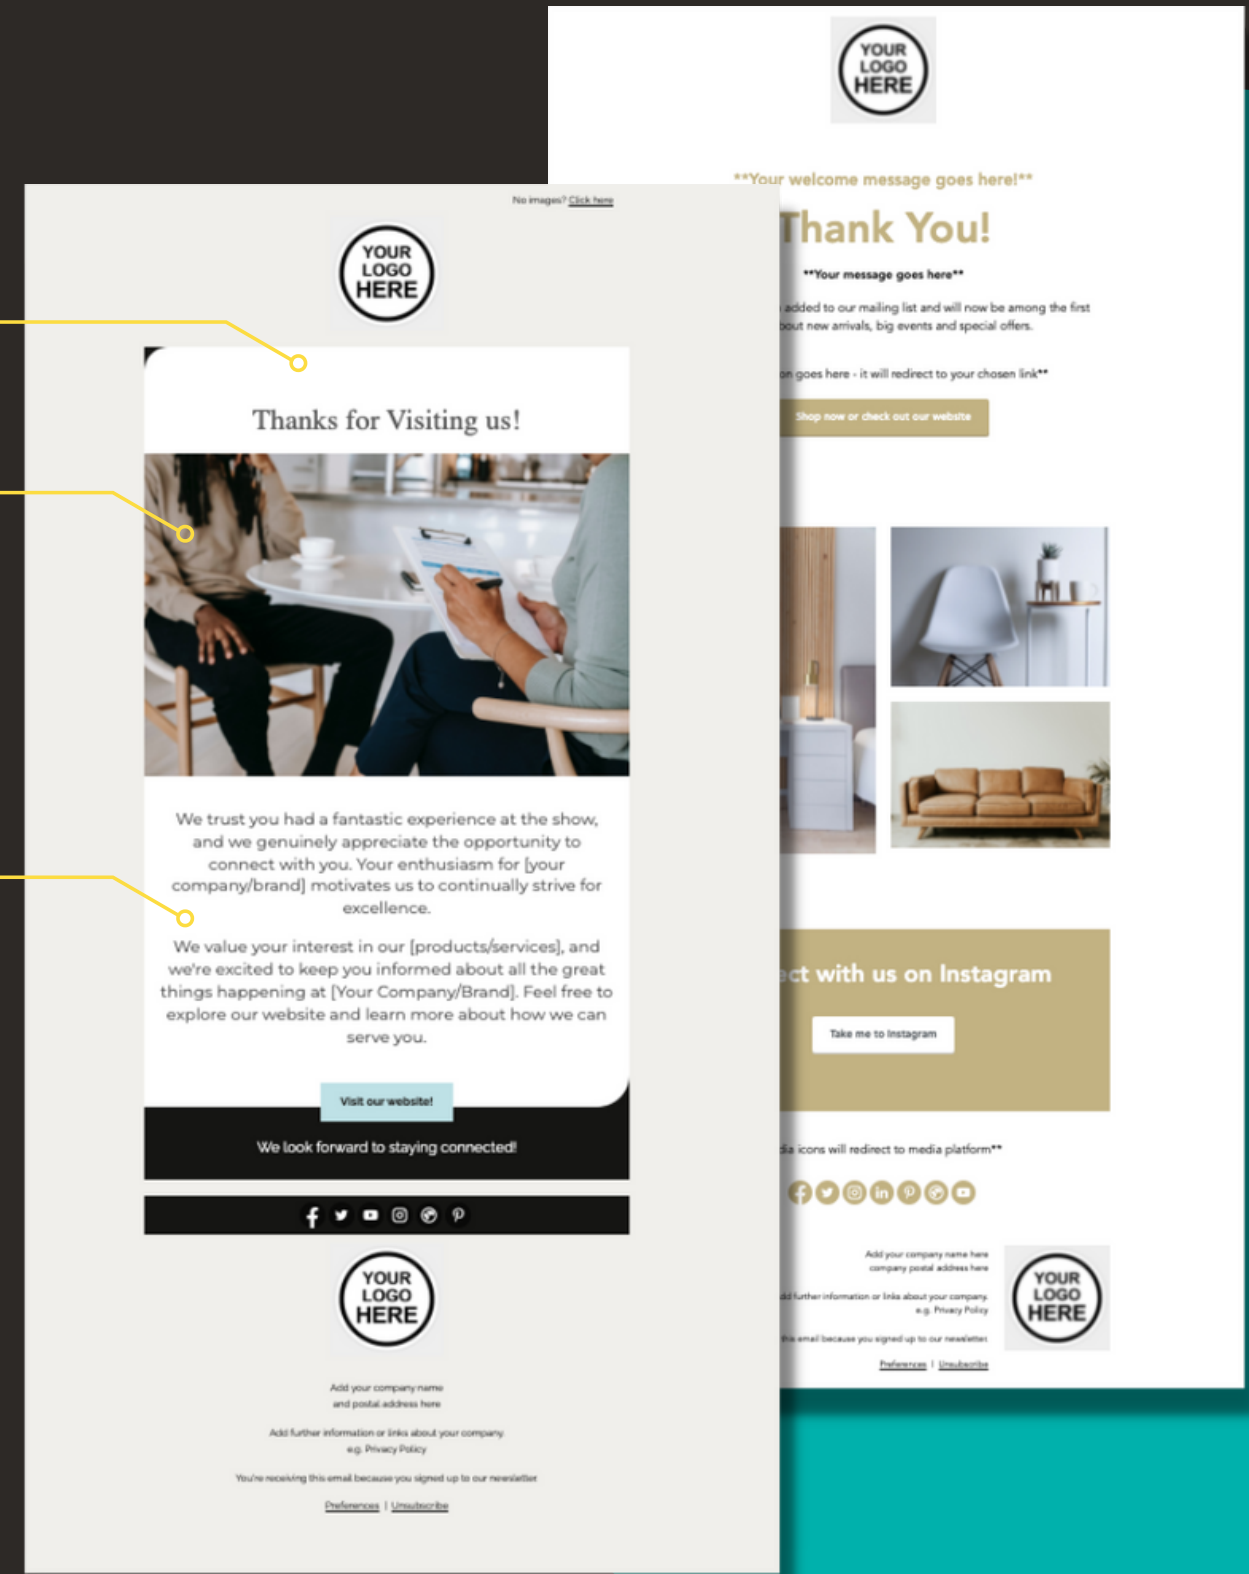 No images? Click here
YOUR
LOGO
HERE
Thanks for Visiting us!
We trust you had a fantastic experience at the show,
and we genuinely appreciate the opportunity to
connect with you. Your enthusiasm for [your
company/brand] motivates us to continually strive for
excellence.
We value your interest in our [products/services], and
we're excited to keep you informed about all the great
things happening at [Your Company/Brand]. Feel free to
explore our website and learn more about how we can
serve you.
Visit our website!
We look forward to staying connected!
YOUR
LOGO
HERE
Add your company name
and postal address here
Add further information or links about your company.
e.g. Privacy Policy
You're receiving this email because you signed up to our newsletter
Preferences | Unsubscribe
YOUR
LOGO
HERE
**Your welcome message goes here!**
Thank You!
**Your message goes here**
added to our mailing list and will now be among the first
new arrivals, big events and special offers.
goes here - it will redirect to your chosen link**
Shop now or check out our website
with us on Instagram
Take me to Instagram
icons will redirect to media platform**
Add your company name here
company postal address here
further information or links about your company.
e.g. Privacy Policy
this email because you signed up to our newsletter.
Preferences | Unsubscribe
YOUR
LOGO
HERE